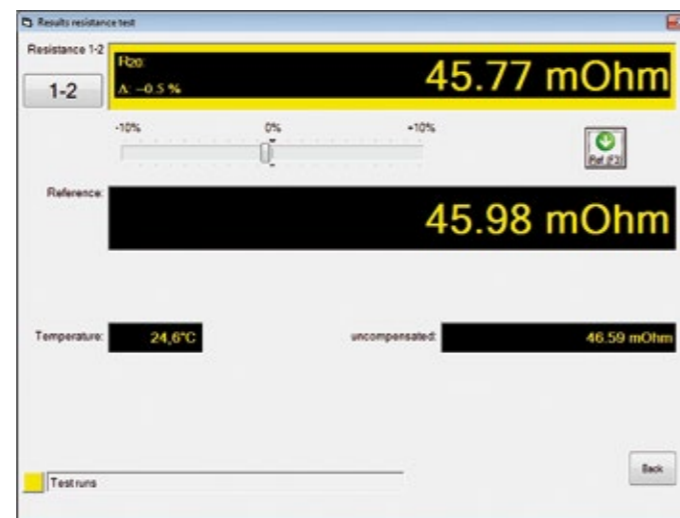 Results resistance test
Resistance 1-2
1-2
R20:
Δ: -0.5 %
45.77 mOhm
-10%
0%
+10%
Ref. (F3)
Reference:
45.98 mOhm
Temperature:
24,6°C
uncompensated:
46.59 mOhm
Test runs
Back